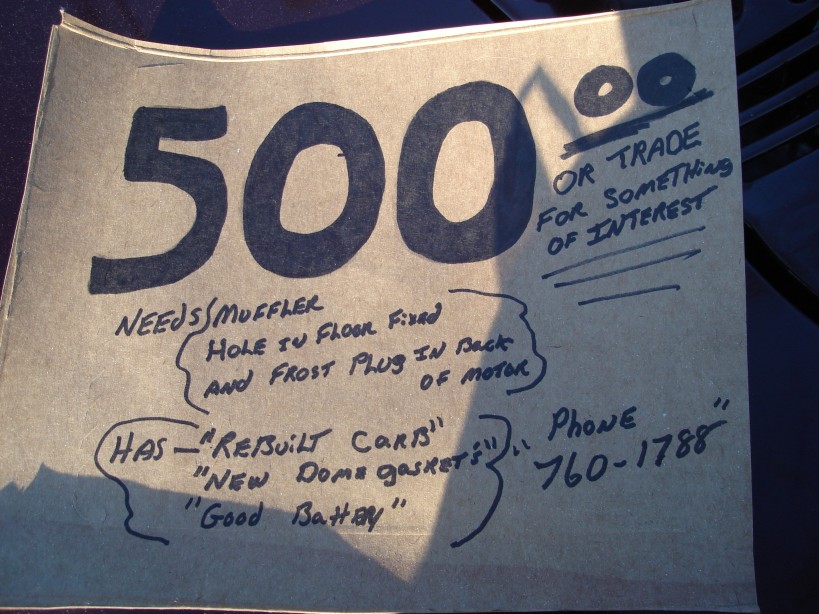 500.00
OR TRADE
FOR SOMETHING
OF INTEREST
NEEDS MUFFLER
HOLE IN FLOOR FIXED
AND FROST PLUG IN BACK
OF MOTOR
HAS — "REBUILT CARB"
"NEW DOME GASKET'S"
"GOOD BATTERY"
"PHONE
760-1788"